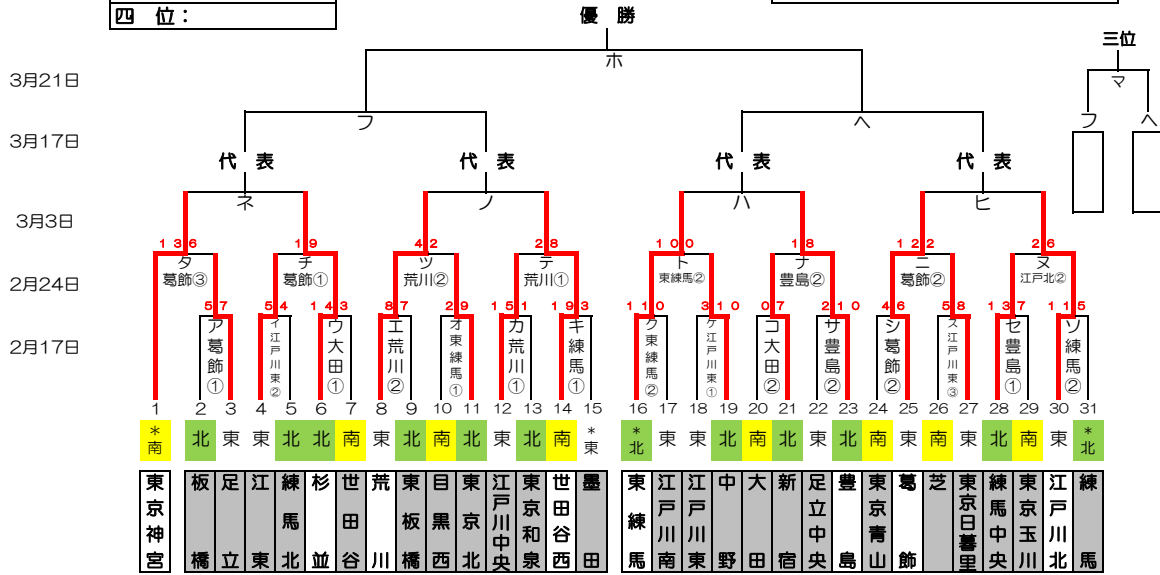 四 位：
優 勝
三位
ホ
マ
3月21日
フ ヘ
フ ヘ
3月17日
代 表 代 表 代 表 代 表
ネ ノ ハ ヒ
3月3日
1 3 6 1 9 4 2 2 8 1 0 0 1 8 1 2 2 2 6
タ チ ツ テ ト ナ ニ ヌ
葛飾③ 葛飾① 荒川② 荒川① 東練馬② 豊島② 葛飾② 江戸北②
2月24日
5 7 5 4 1 4 3 8 7 2 9 1 5 1 1 9 3 1 1 0 3 1 0 0 7 2 1 0 4 6 5 8 1 3 7 1 1 5
2月17日
ア葛飾①
イ江戸川東②
ウ大田①
エ荒川②
オ東練馬①
カ荒川①
キ練馬①
ク東練馬②
ケ江戸川東①
コ大田②
サ豊島②
シ葛飾②
ス江戸川東③
セ豊島①
ソ練馬②
1 2 3 4 5 6 7 8 9 10 11 12 13 14 15 16 17 18 19 20 21 22 23 24 25 26 27 28 29 30 31
*南 北 東 東 北 北 南 東 北 南 北 東 北 南 *東 *北 東 東 北 南 北 東 北 南 東 南 東 北 南 東 *北
東京神宮
板橋
足立
江東
練馬北
杉並
世田谷
荒川
東板橋
目黒西
東京北
江戸川中央
東京和泉
世田谷西
墨田
東練馬
江戸川南
江戸川東
中野
大田
新宿
足立中央
豊島
東京青山
葛飾
芝
東京日暮里
練馬中央
東京玉川
江戸川北
練馬